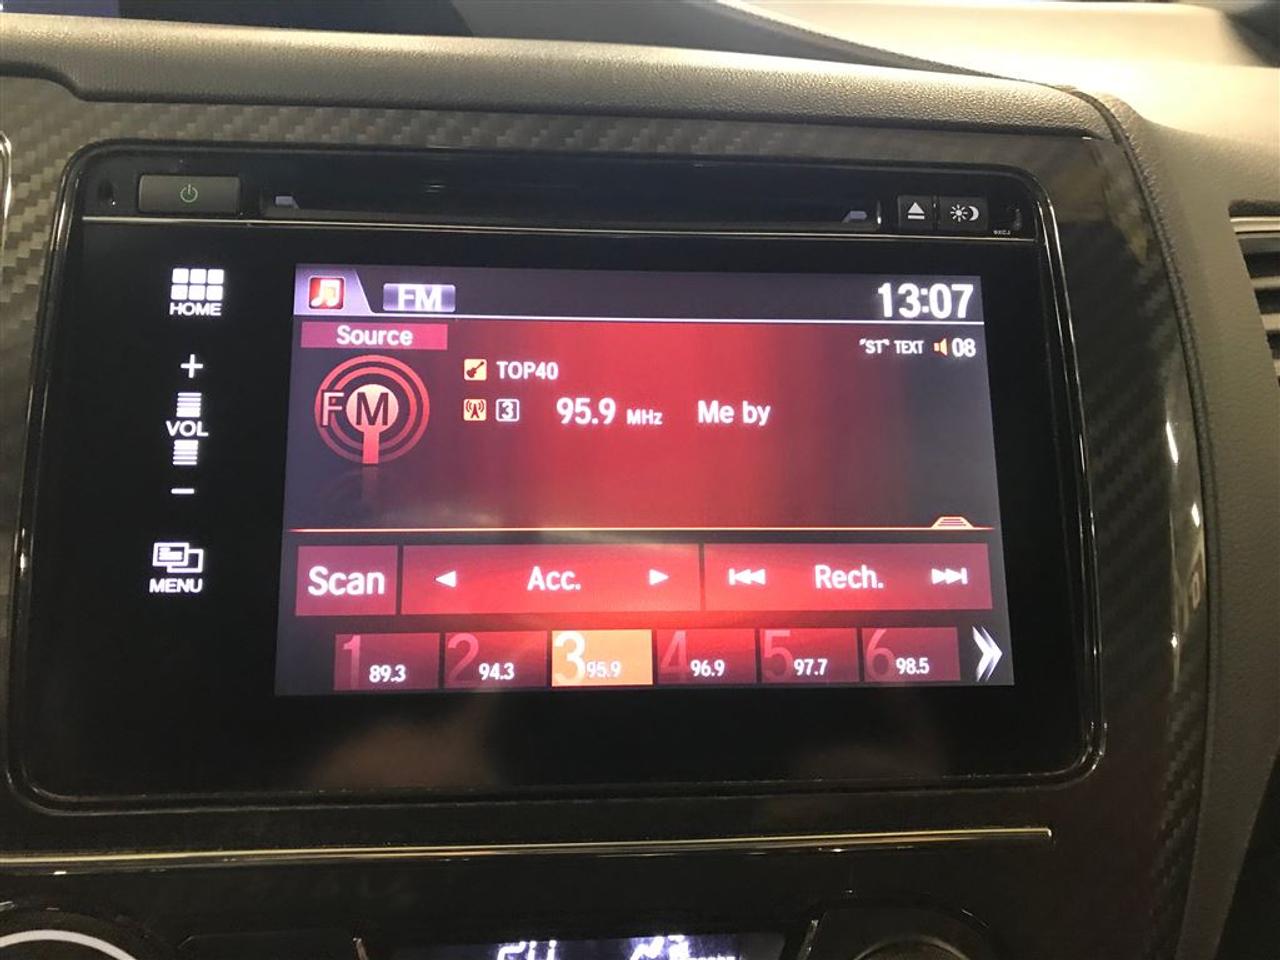 HOME
+
VOL
−
MENU
FM
13:07
Source
"ST" TEXT 08
FM
TOP40
3 95.9 MHz Me by
Scan
Acc.
Rech.
1 89.3
2 94.3
3 95.9
4 96.9
5 97.7
6 98.5